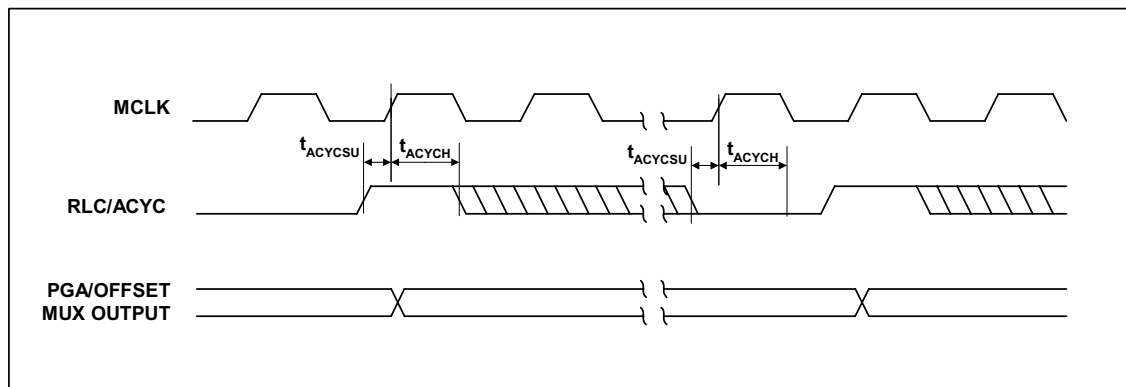 MCLK
tACYCSU
tACYCH
tACYCSU
tACYCH
RLC/ACYC
PGA/OFFSET
MUX OUTPUT